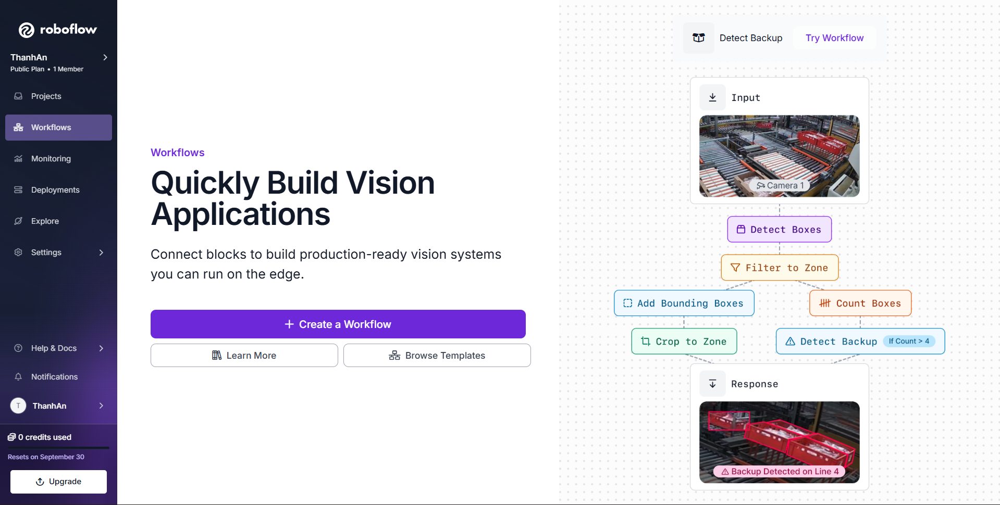 roboflow
ThanhAn
Public Plan • 1 Member
Projects
Workflows
Monitoring
Deployments
Explore
Settings
Help & Docs
Notifications
T ThanhAn
0 credits used
Resets on September 30
Upgrade
Workflows
Quickly Build Vision
Applications
Connect blocks to build production-ready vision systems
you can run on the edge.
+ Create a Workflow
Learn More
Browse Templates
Detect Backup
Try Workflow
Input
Camera 1
Detect Boxes
Filter to Zone
Add Bounding Boxes
Count Boxes
Crop to Zone
Detect Backup If Count > 4
Response
Backup Detected on Line 4